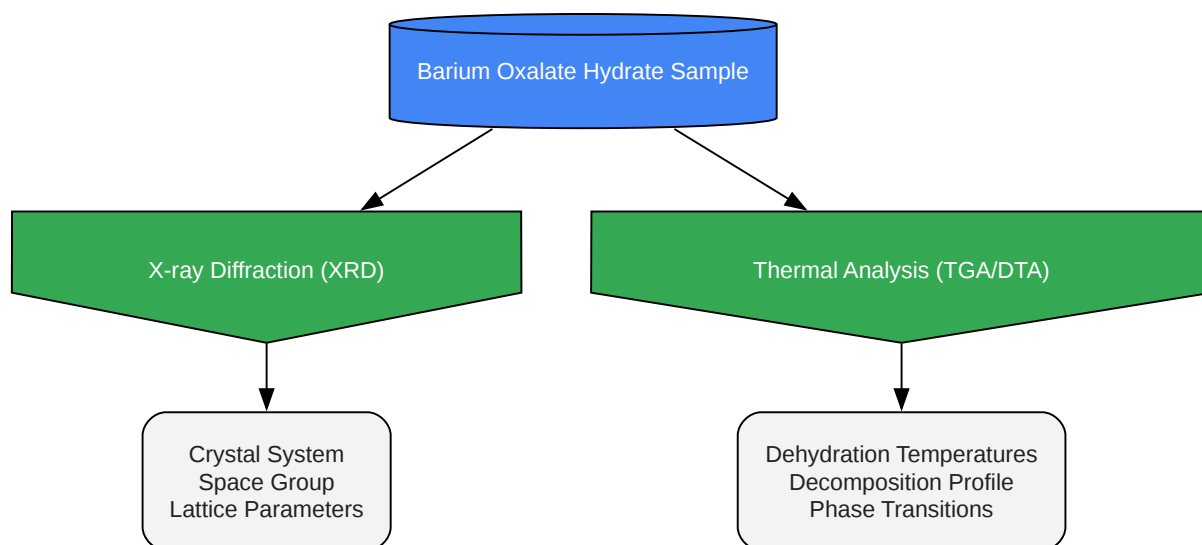 Barium Oxalate Hydrate Sample
X-ray Diffraction (XRD)
Thermal Analysis (TGA/DTA)
Crystal System
Space Group
Lattice Parameters
Dehydration Temperatures
Decomposition Profile
Phase Transitions